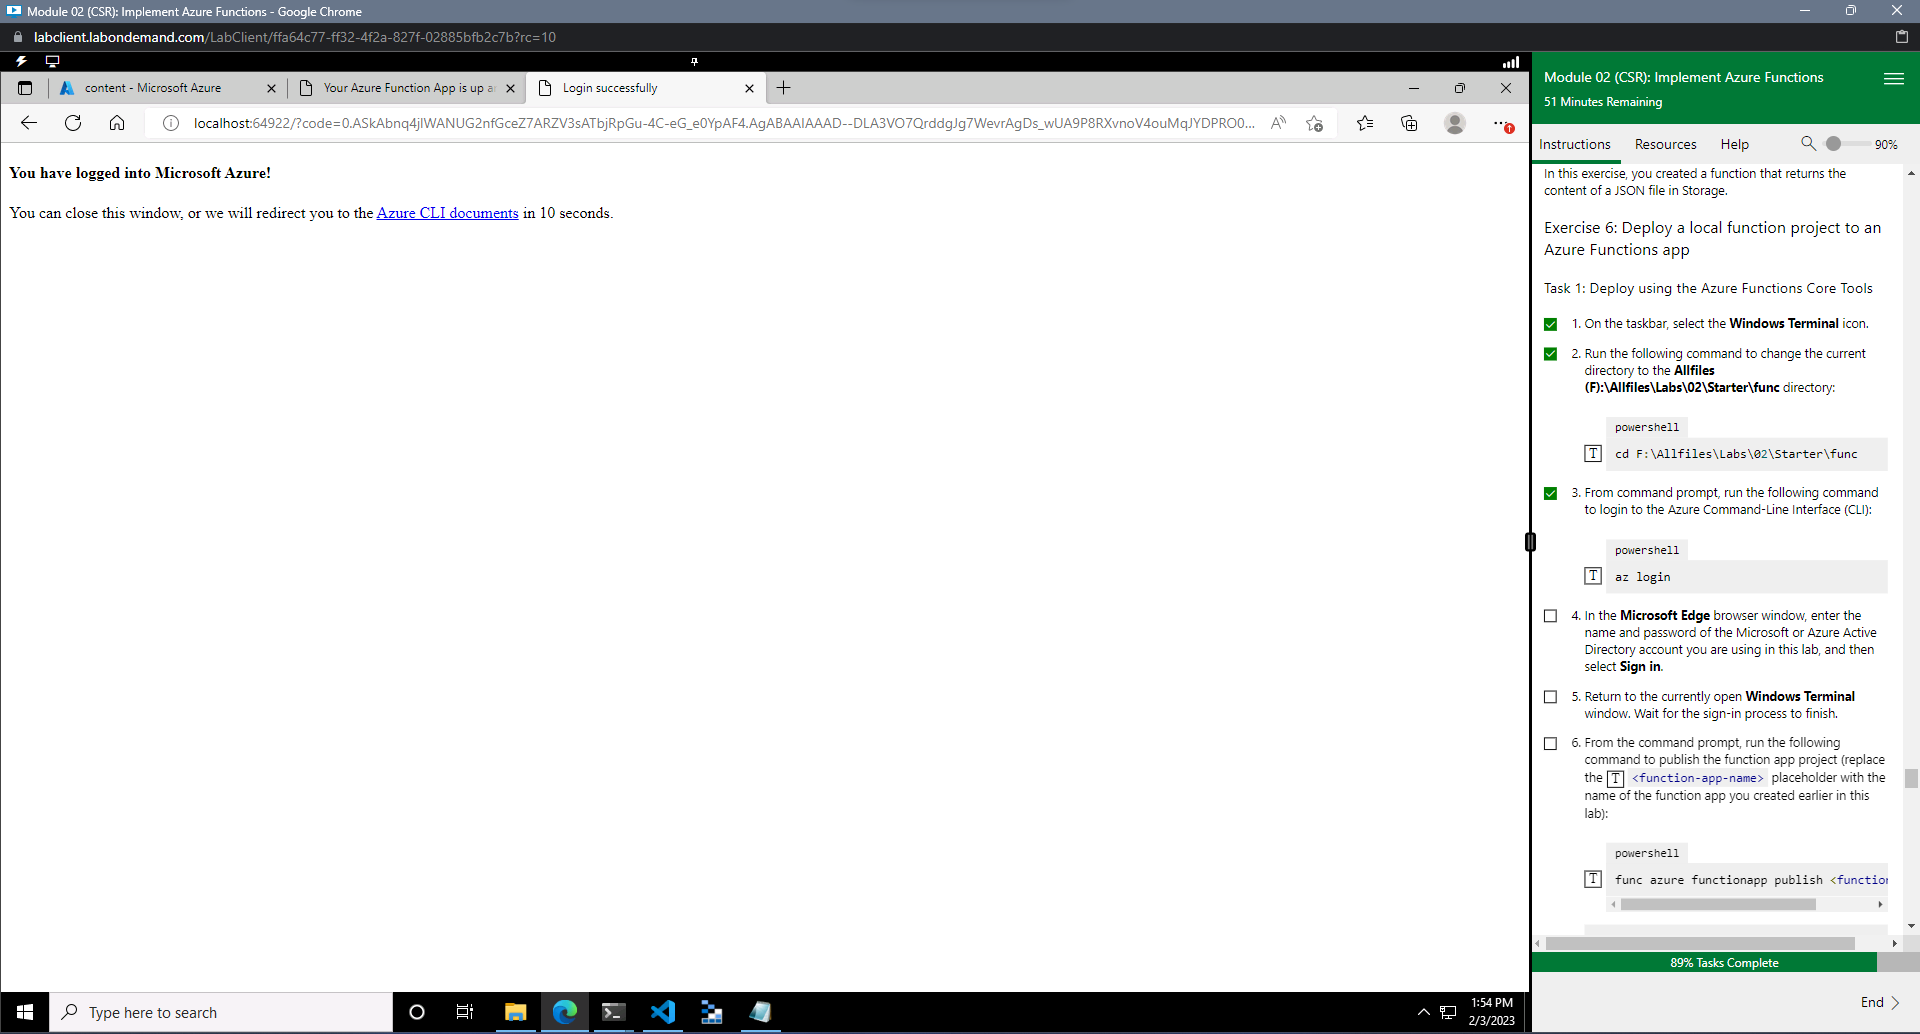 Module 02 (CSR): Implement Azure Functions - Google Chrome
labclient.labondemand.com/LabClient/ffa64c77-ff32-4f2a-827f-02885bfb2c7b?rc=10
content - Microsoft Azure
Your Azure Function App is up a
Login successfully
localhost:64922/?code=0.ASkAbnq4jlWANUG2nfGceZ7ARZV3sATbjRpGu-4C-eG_e0YpAF4.AgABAAIAAAD--DLA3VO7QrddgJg7WevrAgDs_wUA9P8RXvnoV4ouMqJYDPRO0...
You have logged into Microsoft Azure!
You can close this window, or we will redirect you to the Azure CLI documents in 10 seconds.
Module 02 (CSR): Implement Azure Functions
51 Minutes Remaining
Instructions Resources Help 90%
In this exercise, you created a function that returns the
content of a JSON file in Storage.
Exercise 6: Deploy a local function project to an
Azure Functions app
Task 1: Deploy using the Azure Functions Core Tools
1. On the taskbar, select the Windows Terminal icon.
2. Run the following command to change the current
directory to the Allfiles
(F):\Allfiles\Labs\02\Starter\func directory:
powershell
T cd F:\Allfiles\Labs\02\Starter\func
3. From command prompt, run the following command
to login to the Azure Command-Line Interface (CLI):
powershell
T az login
4. In the Microsoft Edge browser window, enter the
name and password of the Microsoft or Azure Active
Directory account you are using in this lab, and then
select Sign in.
5. Return to the currently open Windows Terminal
window. Wait for the sign-in process to finish.
6. From the command prompt, run the following
command to publish the function app project (replace
the T <function-app-name> placeholder with the
name of the function app you created earlier in this
lab):
powershell
T func azure functionapp publish <function
89% Tasks Complete
End
Type here to search
1:54 PM
2/3/2023